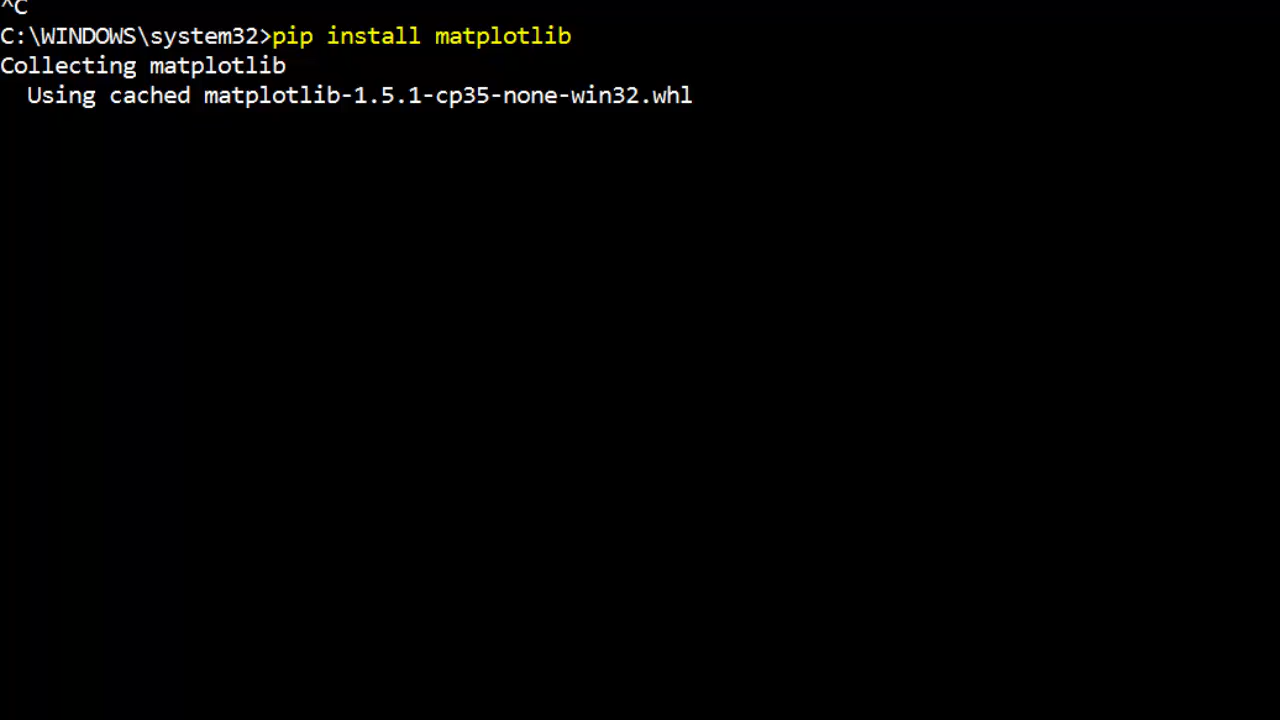 ^C
C:\WINDOWS\system32>pip install matplotlib
Collecting matplotlib
  Using cached matplotlib-1.5.1-cp35-none-win32.whl